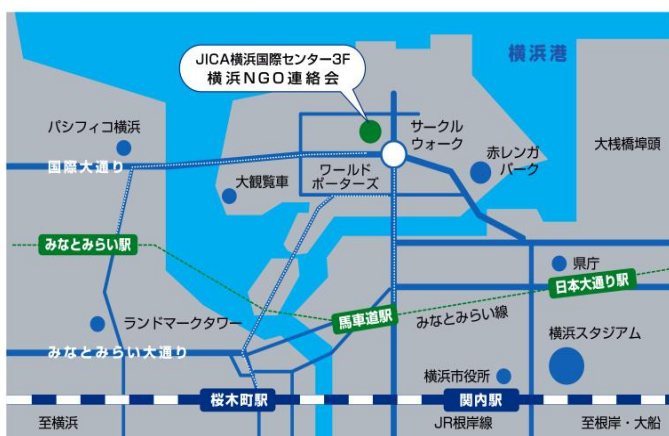 JICA横浜国際センター3F
横浜NGO連絡会
横浜港
パシフィコ横浜
サークル
ウォーク
大桟橋埠頭
国際大通り
赤レンガ
パーク
大観覧車
ワールド
ポーターズ
みなとみらい駅
県庁
日本大通り駅
ランドマークタワー
馬車道駅
みなとみらい線
横浜スタジアム
みなとみらい大通り
横浜市役所
桜木町駅
関内駅
至横浜
JR根岸線
至根岸・大船